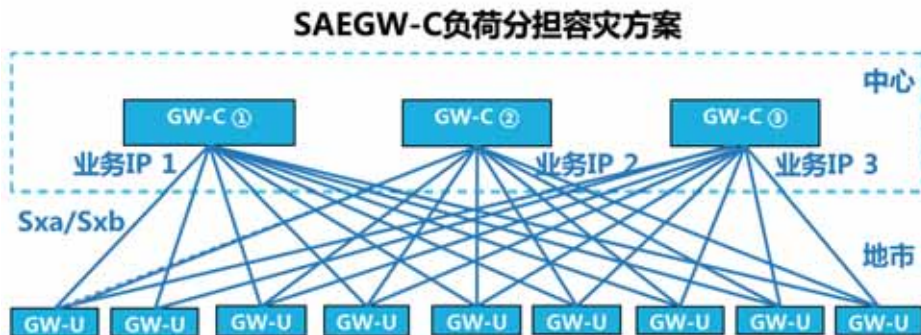 SAEGW-C负荷分担容灾方案
中心
GW-C ① GW-C ② GW-C ③
业务IP 1 业务IP 2 业务IP 3
Sxa/Sxb
地市
GW-U GW-U GW-U GW-U GW-U GW-U GW-U GW-U GW-U